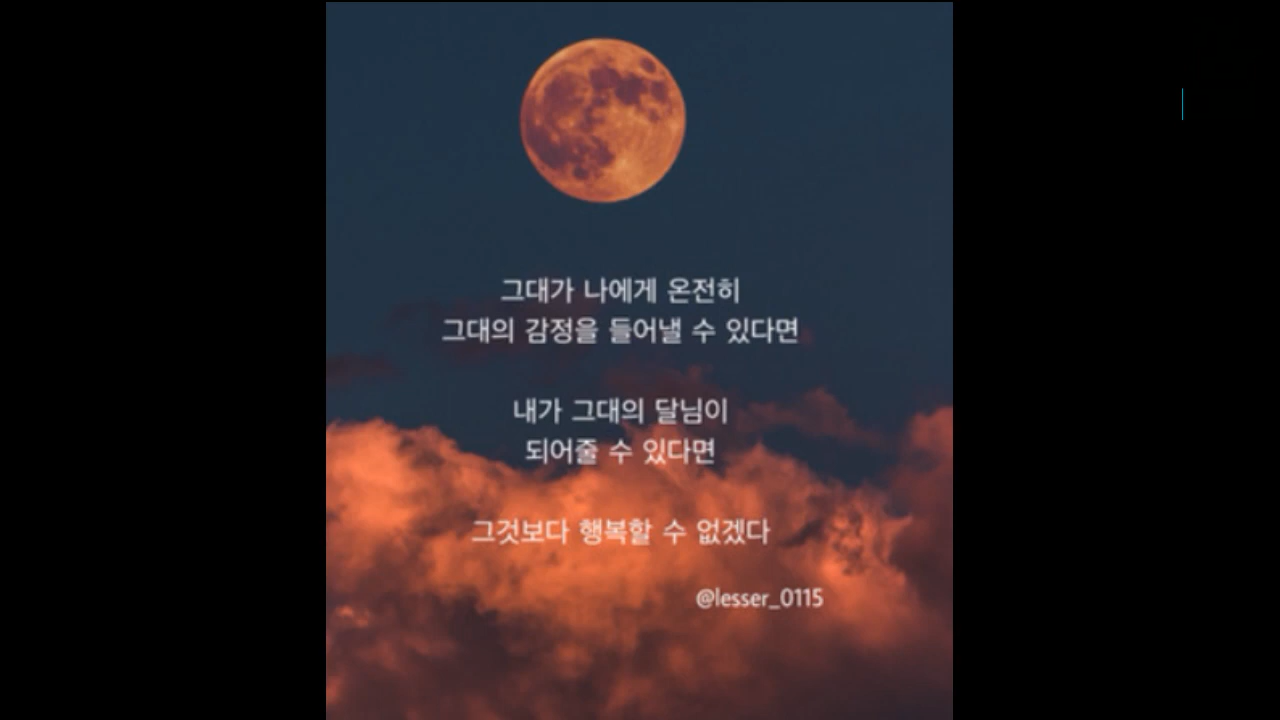 그대가 나에게 온전히
그대의 감정을 들어낼 수 있다면
내가 그대의 달님이
되어줄 수 있다면
그것보다 행복할 수 없겠다
@lesser_0115